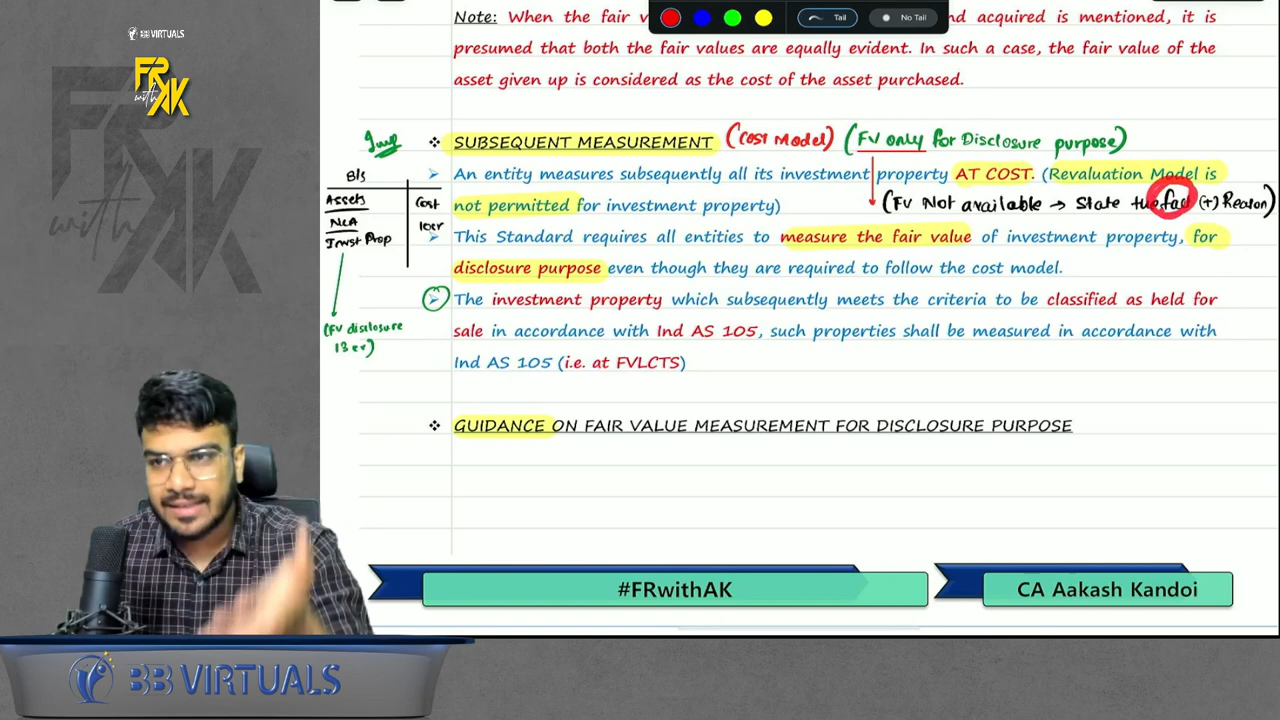 BB VIRTUALS
FR
with
AK
Tail
No Tail
Note: When the fair v nd acquired is mentioned, it is
presumed that both the fair values are equally evident. In such a case, the fair value of the
asset given up is considered as the cost of the asset purchased.
Imp ❖ SUBSEQUENT MEASUREMENT (Cost Model) (FV only for Disclosure purpose)
➢ An entity measures subsequently all its investment property AT COST. (Revaluation Model is
not permitted for investment property)
(FV Not available → State the fact (+) Reason)
➢ This Standard requires all entities to measure the fair value of investment property, for
disclosure purpose even though they are required to follow the cost model.
➢ The investment property which subsequently meets the criteria to be classified as held for
sale in accordance with Ind AS 105, such properties shall be measured in accordance with
Ind AS 105 (i.e. at FVLCTS)
B/s
Assets
NCA
Invst Prop
Cost
10cr
(FV disclosure
13 cr)
❖ GUIDANCE ON FAIR VALUE MEASUREMENT FOR DISCLOSURE PURPOSE
#FRwithAK
CA Aakash Kandoi
BB VIRTUALS